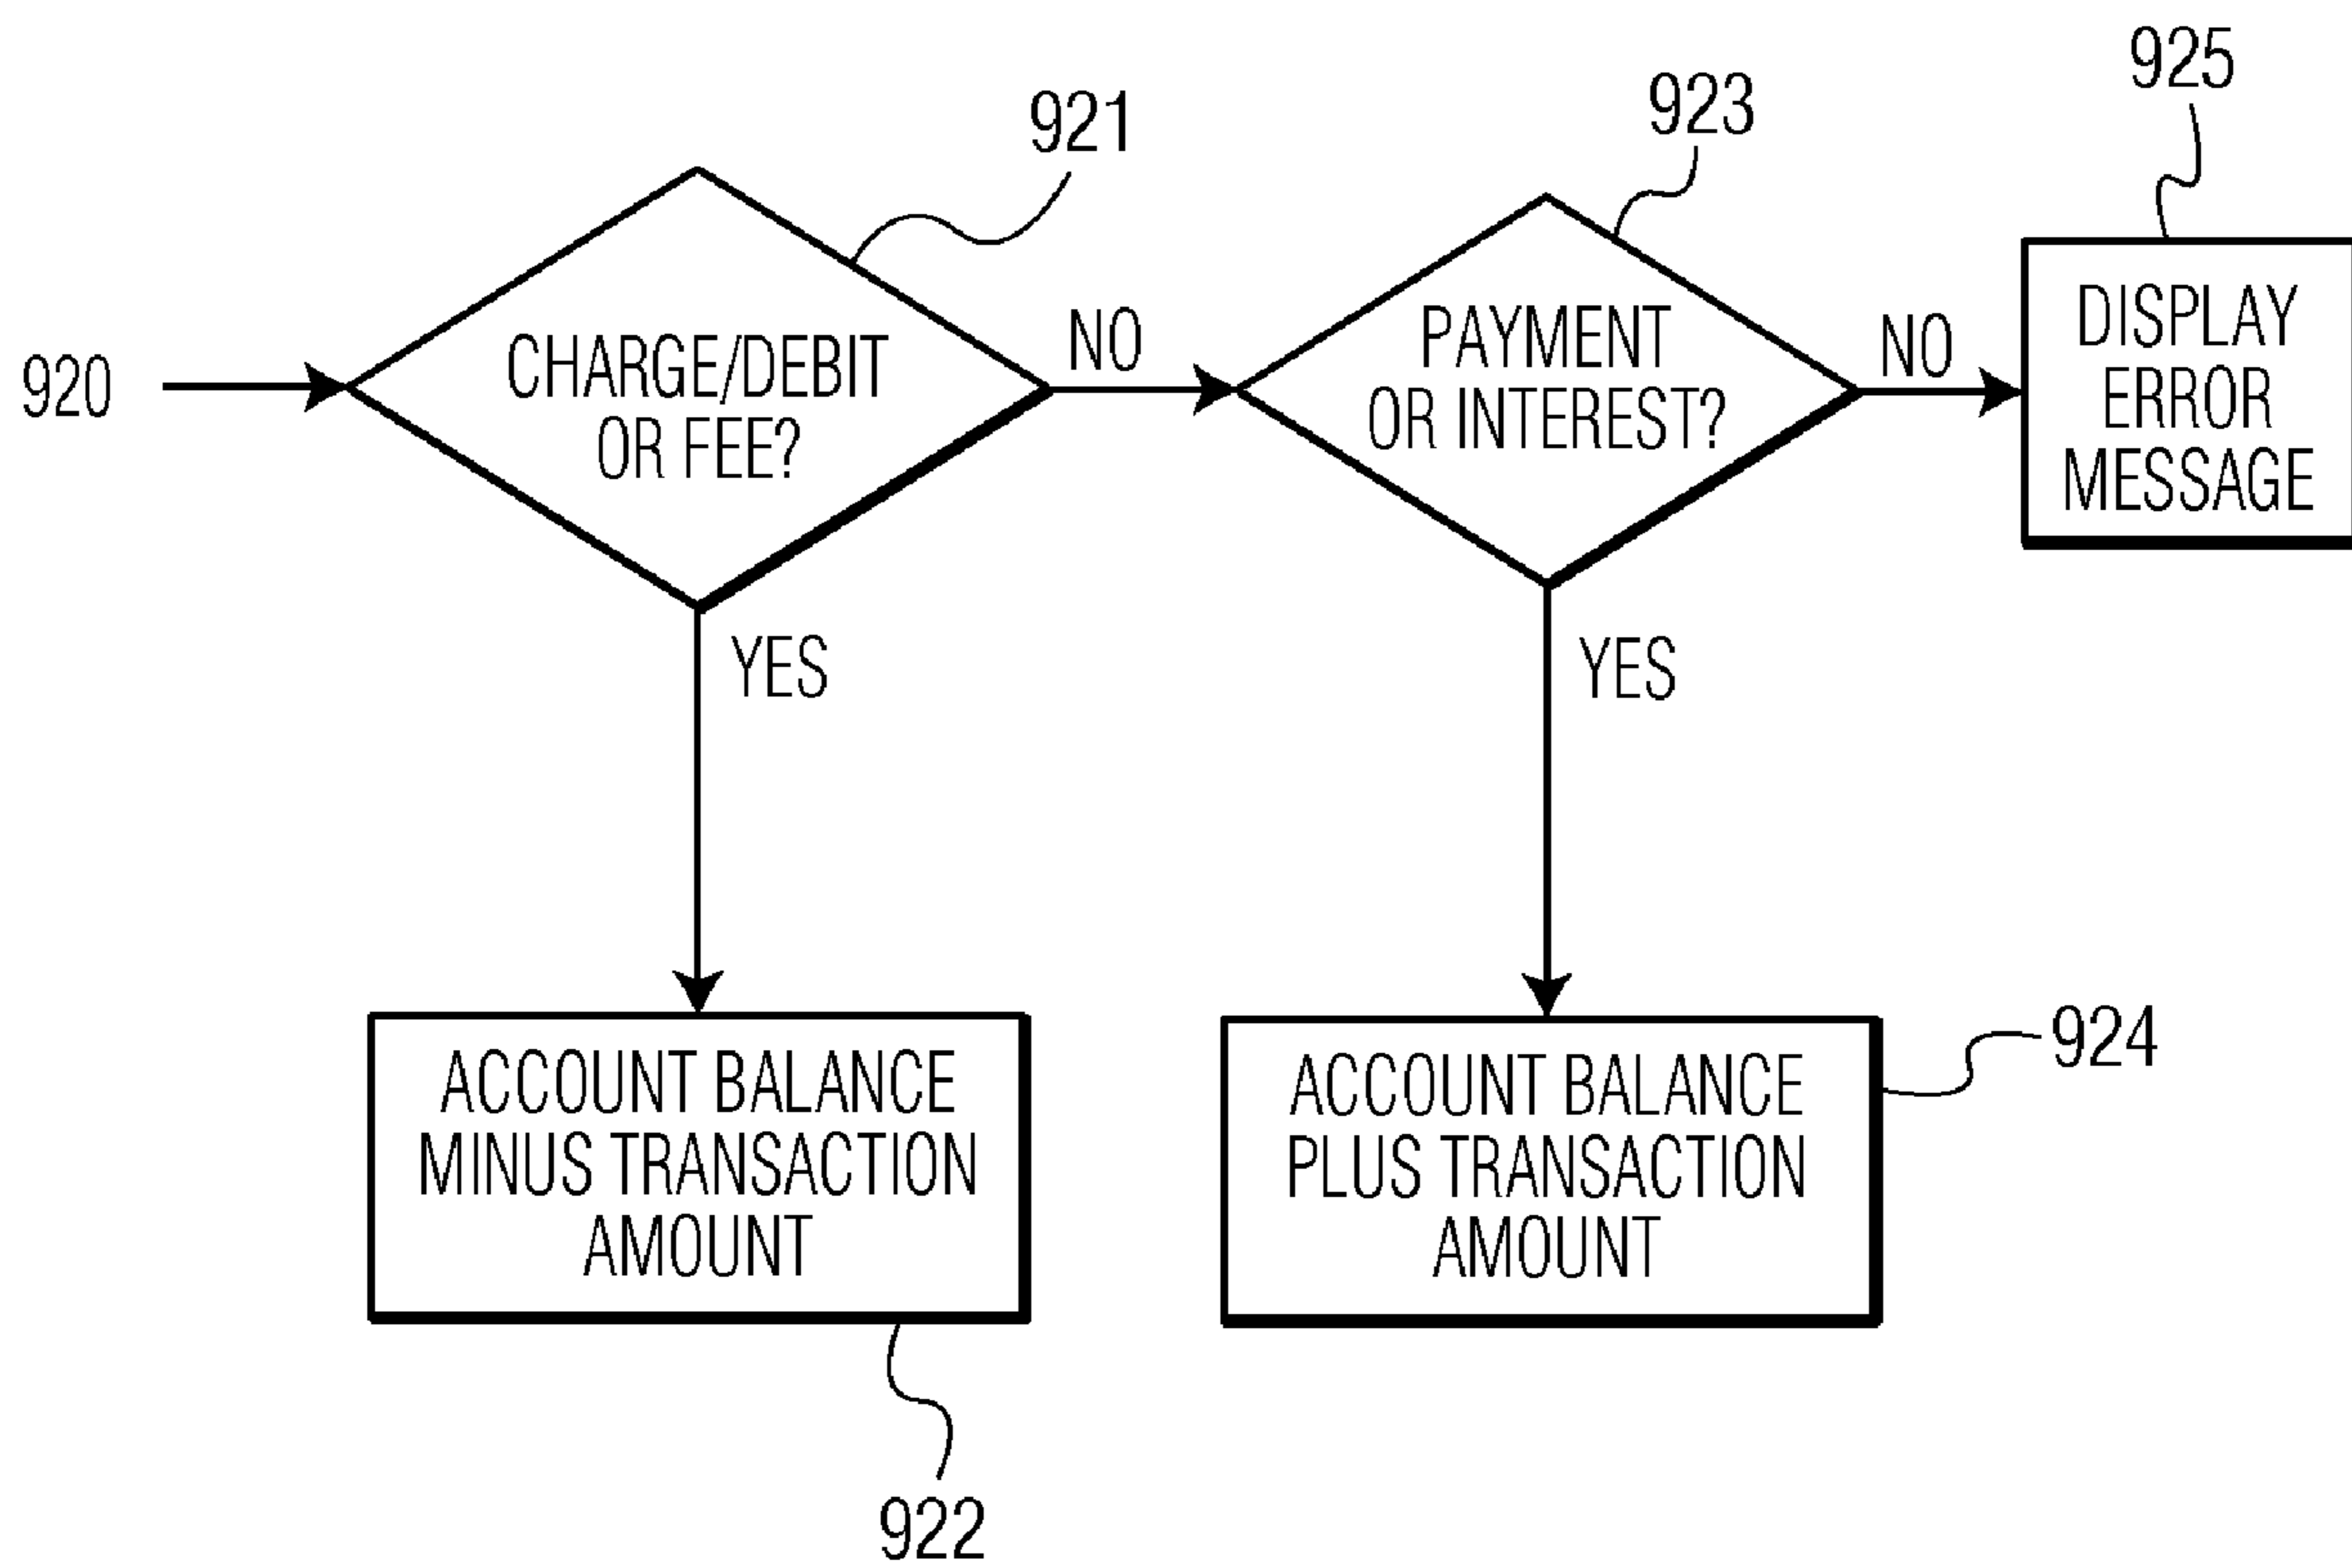 925
923
921
920
CHARGE/DEBIT
OR FEE?
NO
PAYMENT
OR INTEREST?
NO
DISPLAY
ERROR
MESSAGE
YES
YES
ACCOUNT BALANCE
MINUS TRANSACTION
AMOUNT
ACCOUNT BALANCE
PLUS TRANSACTION
AMOUNT
924
922